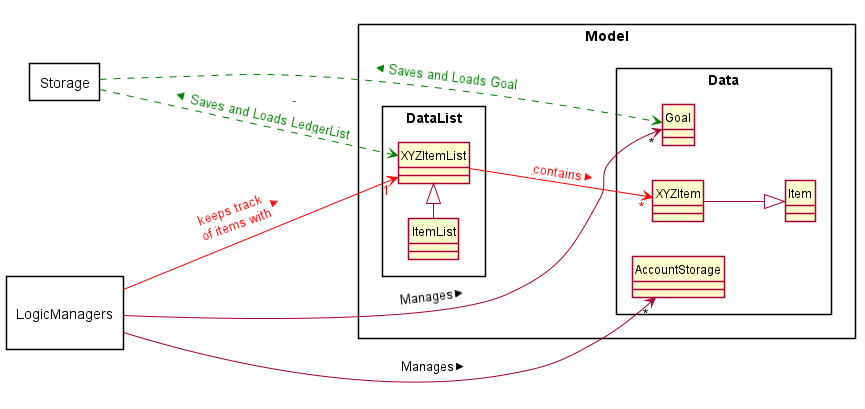 Model
Storage
◀ Saves and Loads Goal
Data
◀ Saves and Loads LedgerList
DataList
Goal
*
XYZItemList
contains ▶
1
*
XYZItem
Item
keeps track ▶
of items with
ItemList
AccountStorage
*
LogicManagers
Manages ▶
Manages ▶